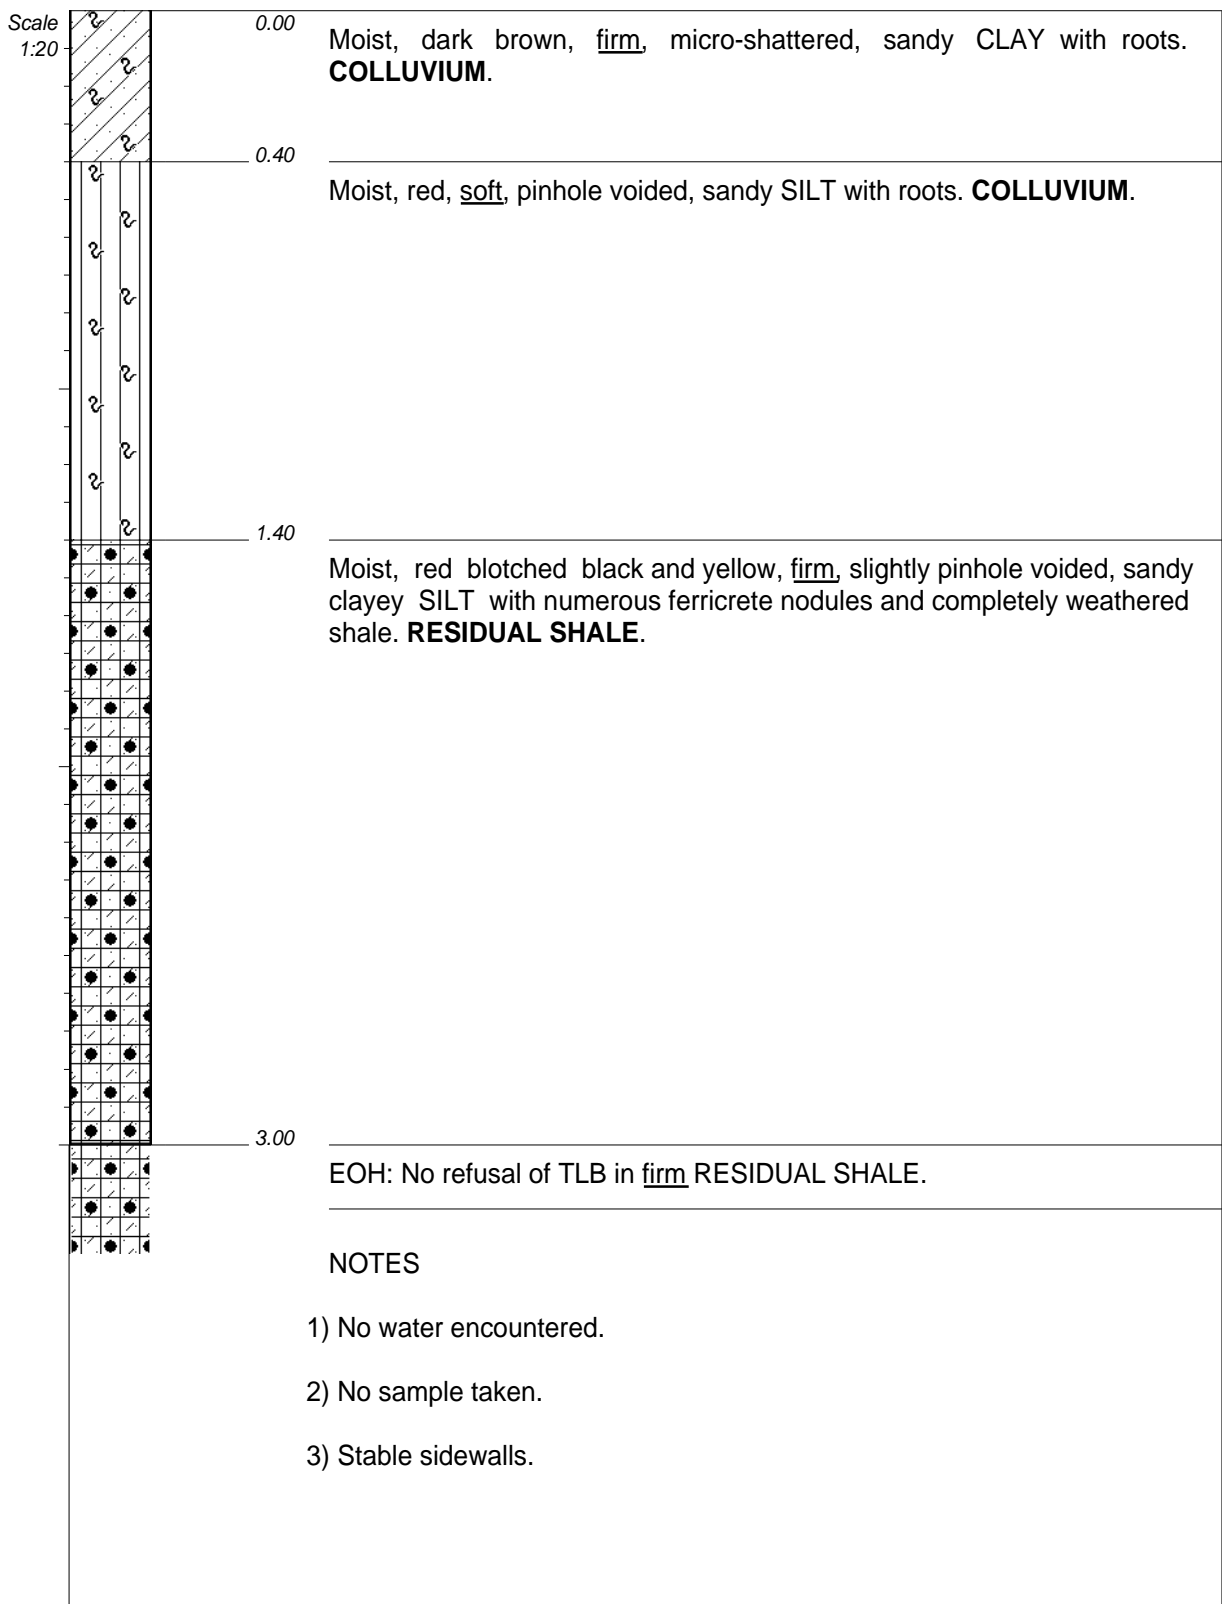 Scale
1:20
0.00
Moist, dark brown, firm, micro-shattered, sandy CLAY with roots.
COLLUVIUM.
0.40
Moist, red, soft, pinhole voided, sandy SILT with roots. COLLUVIUM.
1.40
Moist, red blotched black and yellow, firm, slightly pinhole voided, sandy
clayey SILT with numerous ferricrete nodules and completely weathered
shale. RESIDUAL SHALE.
3.00
EOH: No refusal of TLB in firm RESIDUAL SHALE.
NOTES
1) No water encountered.
2) No sample taken.
3) Stable sidewalls.